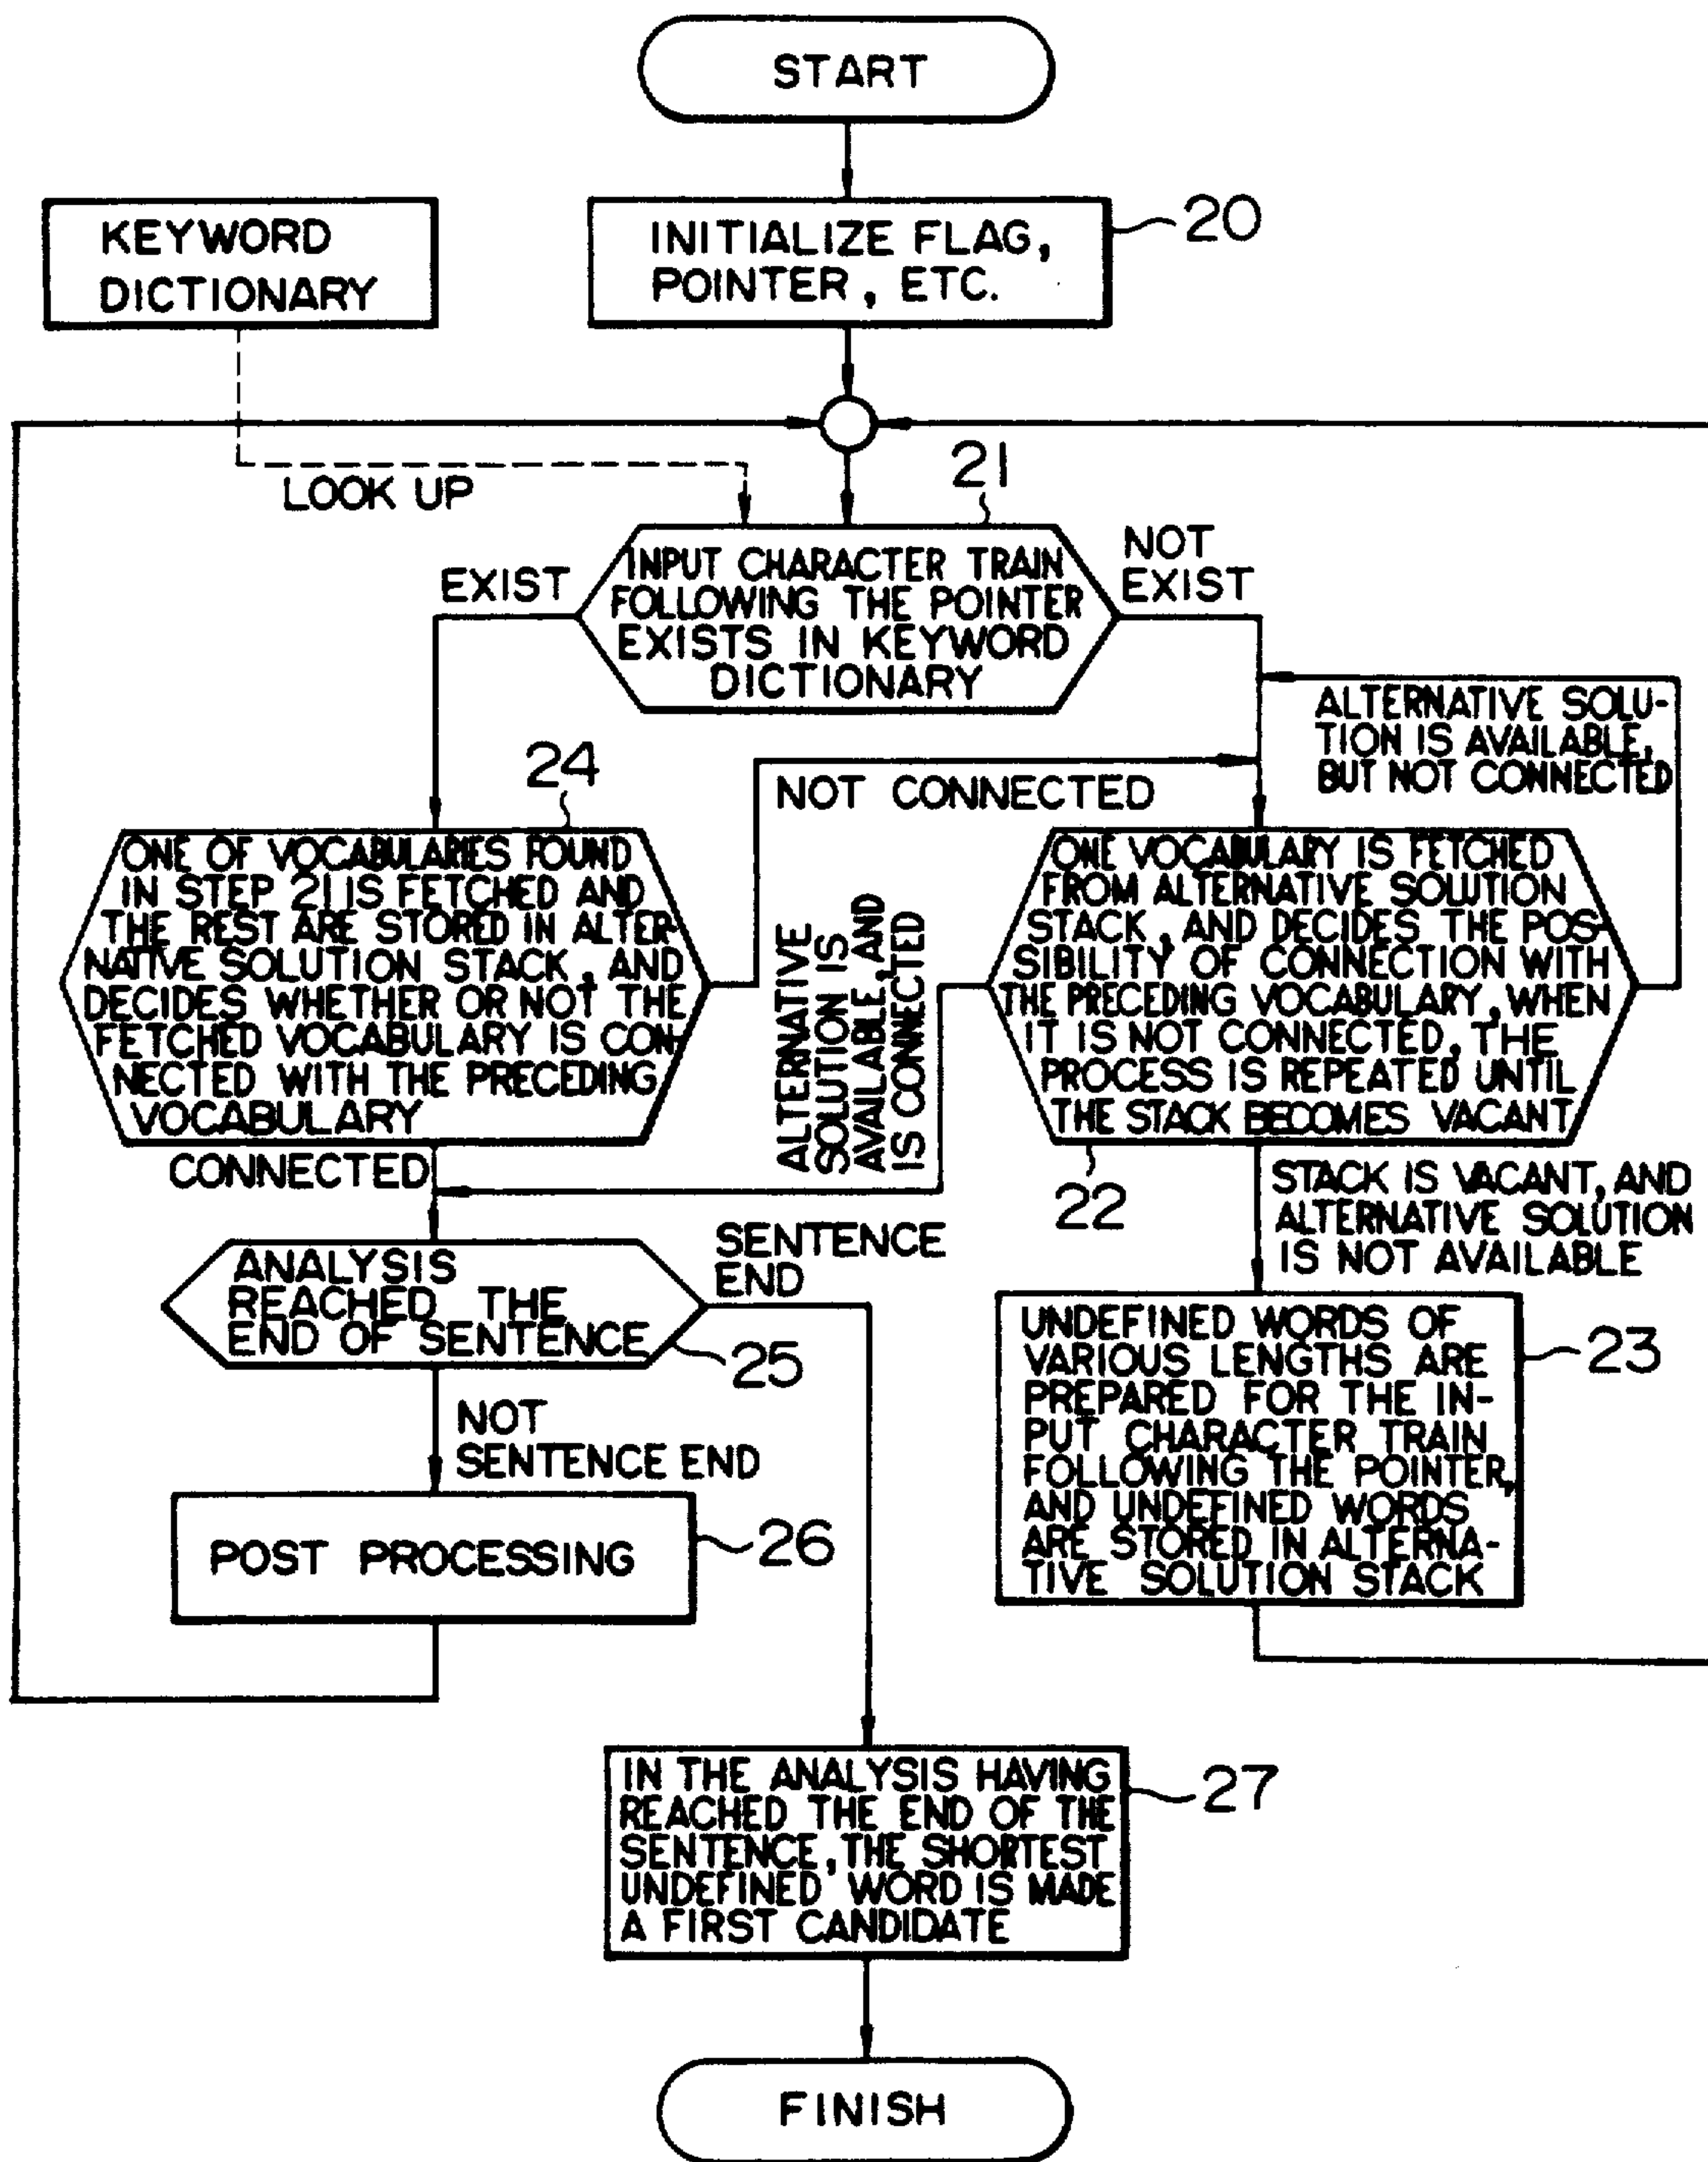 START
KEYWORD
DICTIONARY
INITIALIZE FLAG,
POINTER, ETC.
20
LOOK UP
21
INPUT CHARACTER TRAIN
FOLLOWING THE POINTER
EXISTS IN KEYWORD
DICTIONARY
EXIST
NOT
EXIST
ALTERNATIVE SOLU-
TION IS AVAILABLE,
BUT NOT CONNECTED
24
NOT CONNECTED
ONE OF VOCABULARIES FOUND
IN STEP 21 IS FETCHED AND
THE REST ARE STORED IN ALTER-
NATIVE SOLUTION STACK, AND
DECIDES WHETHER OR NOT THE
FETCHED VOCABULARY IS CON-
NECTED WITH THE PRECEDING
VOCABULARY
ALTERNATIVE
SOLUTION IS
AVAILABLE, AND
IS CONNECTED
ONE VOCABULARY IS FETCHED
FROM ALTERNATIVE SOLUTION
STACK, AND DECIDES THE POS-
SIBILITY OF CONNECTION WITH
THE PRECEDING VOCABULARY, WHEN
IT IS NOT CONNECTED, THE
PROCESS IS REPEATED UNTIL
THE STACK BECOMES VACANT
CONNECTED
22
STACK IS VACANT, AND
ALTERNATIVE SOLUTION
IS NOT AVAILABLE
ANALYSIS
REACHED THE
END OF SENTENCE
SENTENCE
END
25
NOT
SENTENCE END
UNDEFINED WORDS OF
VARIOUS LENGTHS ARE
PREPARED FOR THE IN-
PUT CHARACTER TRAIN
FOLLOWING THE POINTER,
AND UNDEFINED WORDS
ARE STORED IN ALTERNA-
TIVE SOLUTION STACK
23
POST PROCESSING
26
IN THE ANALYSIS HAVING
REACHED THE END OF THE
SENTENCE, THE SHORTEST
UNDEFINED WORD IS MADE
A FIRST CANDIDATE
27
FINISH